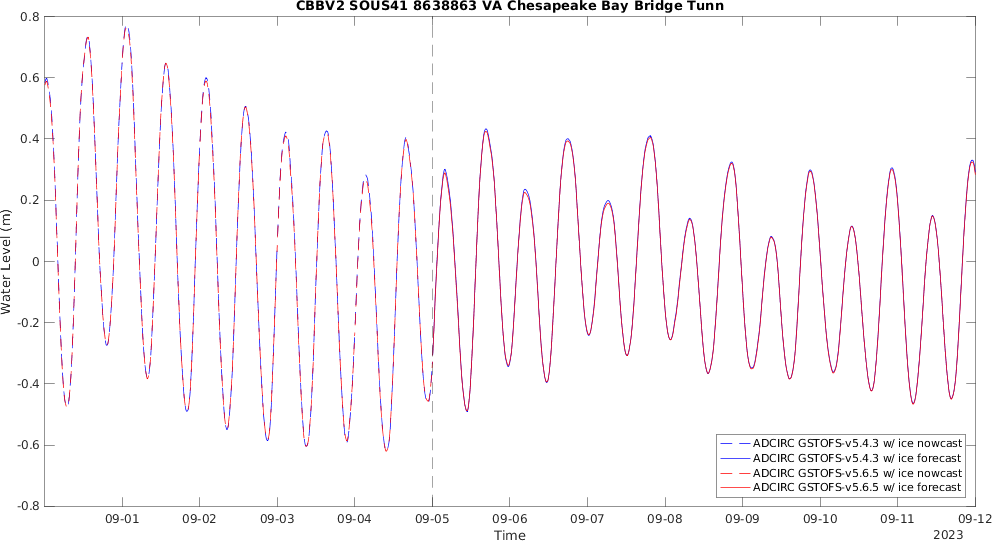 CBBV2 SOUS41 8638863 VA Chesapeake Bay Bridge Tunn
0.8
0.6
0.4
0.2
0
-0.2
-0.4
-0.6
-0.8
Water Level (m)
ADCIRC GSTOFS-v5.4.3 w/ ice nowcast
ADCIRC GSTOFS-v5.4.3 w/ ice forecast
ADCIRC GSTOFS-v5.6.5 w/ ice nowcast
ADCIRC GSTOFS-v5.6.5 w/ ice forecast
09-01 09-02 09-03 09-04 09-05 09-06 09-07 09-08 09-09 09-10 09-11 09-12
Time
2023